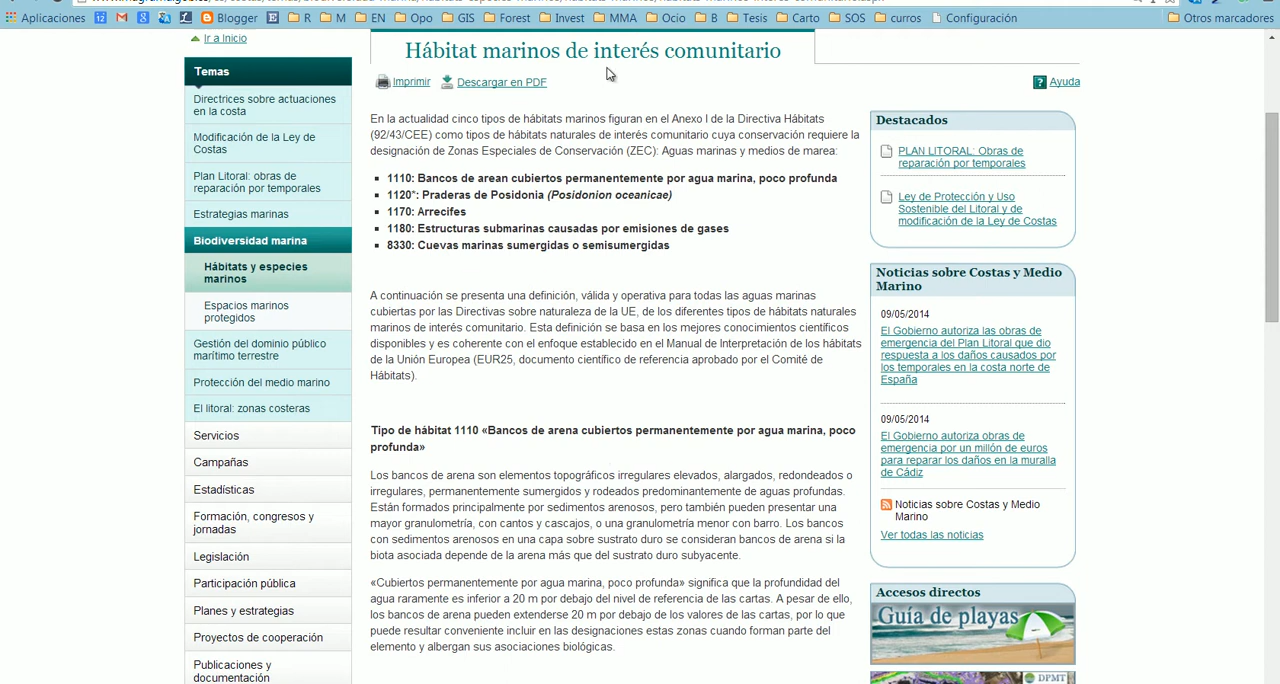 Aplicaciones
12
Blogger
R
M
EN
Opo
GIS
Forest
Invest
MMA
Ocio
B
Tesis
Carto
SOS
curros
Configuración
Otros marcadores
Ir a Inicio
Temas
Directrices sobre actuaciones
en la costa
Modificación de la Ley de
Costas
Plan Litoral: obras de
reparación por temporales
Estrategias marinas
Biodiversidad marina
Hábitats y especies
marinos
Espacios marinos
protegidos
Gestión del dominio público
marítimo terrestre
Protección del medio marino
El litoral: zonas costeras
Servicios
Campañas
Estadísticas
Formación, congresos y
jornadas
Legislación
Participación pública
Planes y estrategias
Proyectos de cooperación
Publicaciones y
documentación
Hábitat marinos de interés comunitario
Imprimir
Descargar en PDF
Ayuda
En la actualidad cinco tipos de hábitats marinos figuran en el Anexo I de la Directiva Hábitats
(92/43/CEE) como tipos de hábitats naturales de interés comunitario cuya conservación requiere la
designación de Zonas Especiales de Conservación (ZEC): Aguas marinas y medios de marea:
1110: Bancos de arean cubiertos permanentemente por agua marina, poco profunda
1120*: Praderas de Posidonia (Posidonion oceanicae)
1170: Arrecifes
1180: Estructuras submarinas causadas por emisiones de gases
8330: Cuevas marinas sumergidas o semisumergidas
A continuación se presenta una definición, válida y operativa para todas las aguas marinas
cubiertas por las Directivas sobre naturaleza de la UE, de los diferentes tipos de hábitats naturales
marinos de interés comunitario. Esta definición se basa en los mejores conocimientos científicos
disponibles y es coherente con el enfoque establecido en el Manual de Interpretación de los hábitats
de la Unión Europea (EUR25, documento científico de referencia aprobado por el Comité de
Hábitats).
Tipo de hábitat 1110 «Bancos de arena cubiertos permanentemente por agua marina, poco
profunda»
Los bancos de arena son elementos topográficos irregulares elevados, alargados, redondeados o
irregulares, permanentemente sumergidos y rodeados predominantemente de aguas profundas.
Están formados principalmente por sedimentos arenosos, pero también pueden presentar una
mayor granulometría, con cantos y cascajos, o una granulometría menor con barro. Los bancos
con sedimentos arenosos en una capa sobre sustrato duro se consideran bancos de arena si la
biota asociada depende de la arena más que del sustrato duro subyacente.
«Cubiertos permanentemente por agua marina, poco profunda» significa que la profundidad del
agua raramente es inferior a 20 m por debajo del nivel de referencia de las cartas. A pesar de ello,
los bancos de arena pueden extenderse 20 m por debajo de los valores de las cartas, por lo que
puede resultar conveniente incluir en las designaciones estas zonas cuando forman parte del
elemento y albergan sus asociaciones biológicas.
Destacados
PLAN LITORAL: Obras de
reparación por temporales
Ley de Protección y Uso
Sostenible del Litoral y de
modificación de la Ley de Costas
Noticias sobre Costas y Medio
Marino
09/05/2014
El Gobierno autoriza las obras de
emergencia del Plan Litoral que dio
respuesta a los daños causados por
los temporales en la costa norte de
España
09/05/2014
El Gobierno autoriza obras de
emergencia por un millón de euros
para reparar los daños en la muralla
de Cádiz
Noticias sobre Costas y Medio
Marino
Ver todas las noticias
Accesos directos
Guía de playas
DPMT